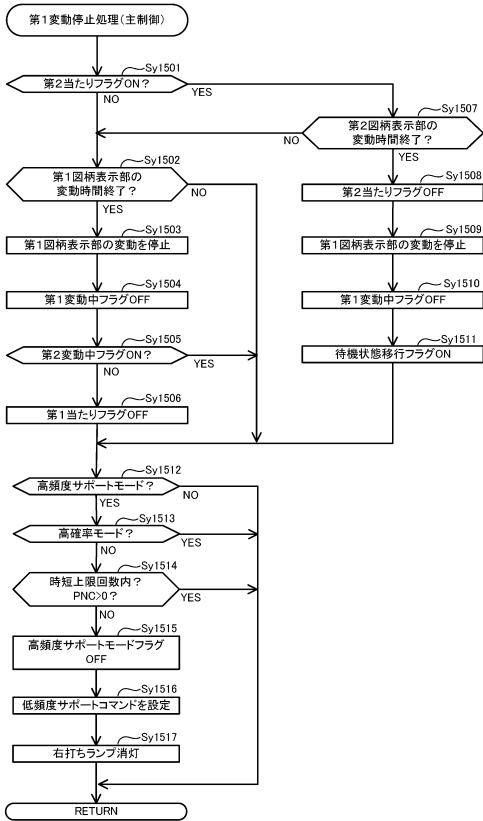 第1変動停止処理(主制御)
Sy1501
第2当たりフラグON？
YES
NO
Sy1507
第2図柄表示部の
変動時間終了？
NO
YES
Sy1502
第1図柄表示部の
変動時間終了？
NO
YES
Sy1508
第2当たりフラグOFF
Sy1503
第1図柄表示部の変動を停止
Sy1509
第1図柄表示部の変動を停止
Sy1504
第1変動中フラグOFF
Sy1510
第1変動中フラグOFF
Sy1505
第2変動中フラグON？
YES
NO
Sy1511
待機状態移行フラグON
Sy1506
第1当たりフラグOFF
Sy1512
高頻度サポートモード？
NO
YES
Sy1513
高確率モード？
YES
NO
Sy1514
時短上限回数内？
PNC>0？
YES
NO
Sy1515
高頻度サポートモードフラグ
OFF
Sy1516
低頻度サポートコマンドを設定
Sy1517
右打ちランプ消灯
RETURN